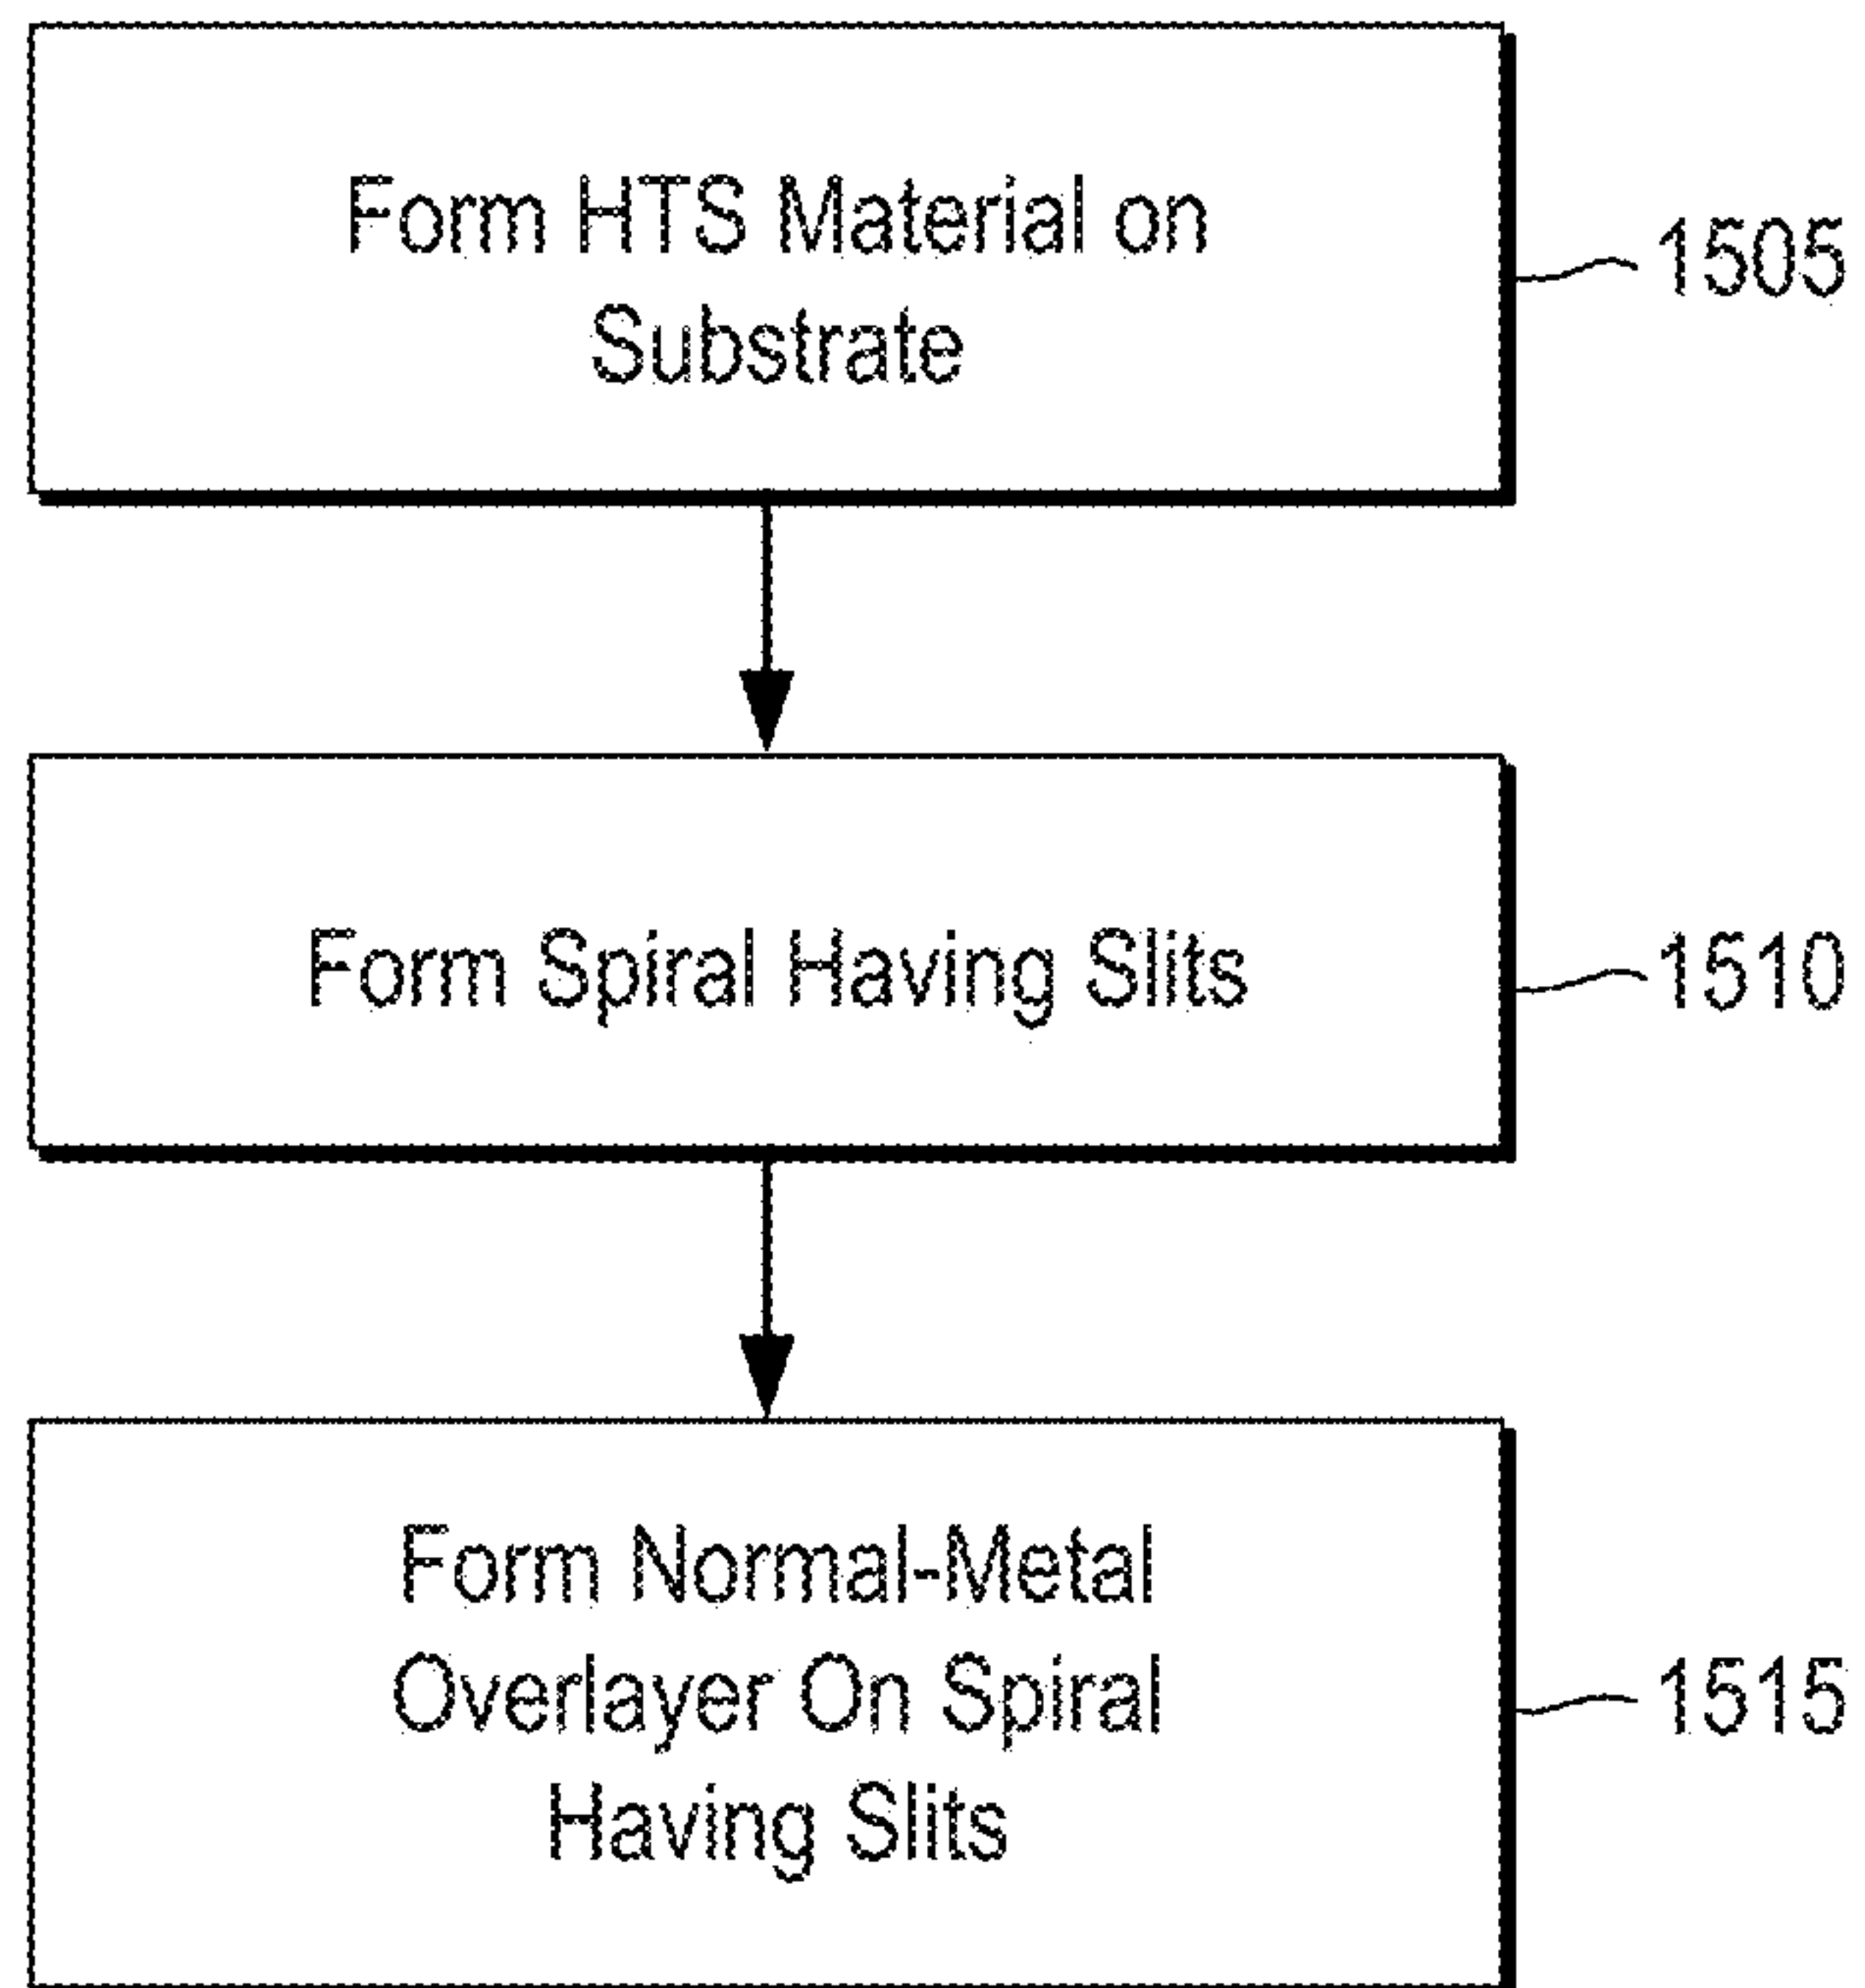 Form HTS Material on
Substrate
1505
Form Spiral Having Slits
1510
Form Normal-Metal
Overlayer On Spiral
Having Slits
1515